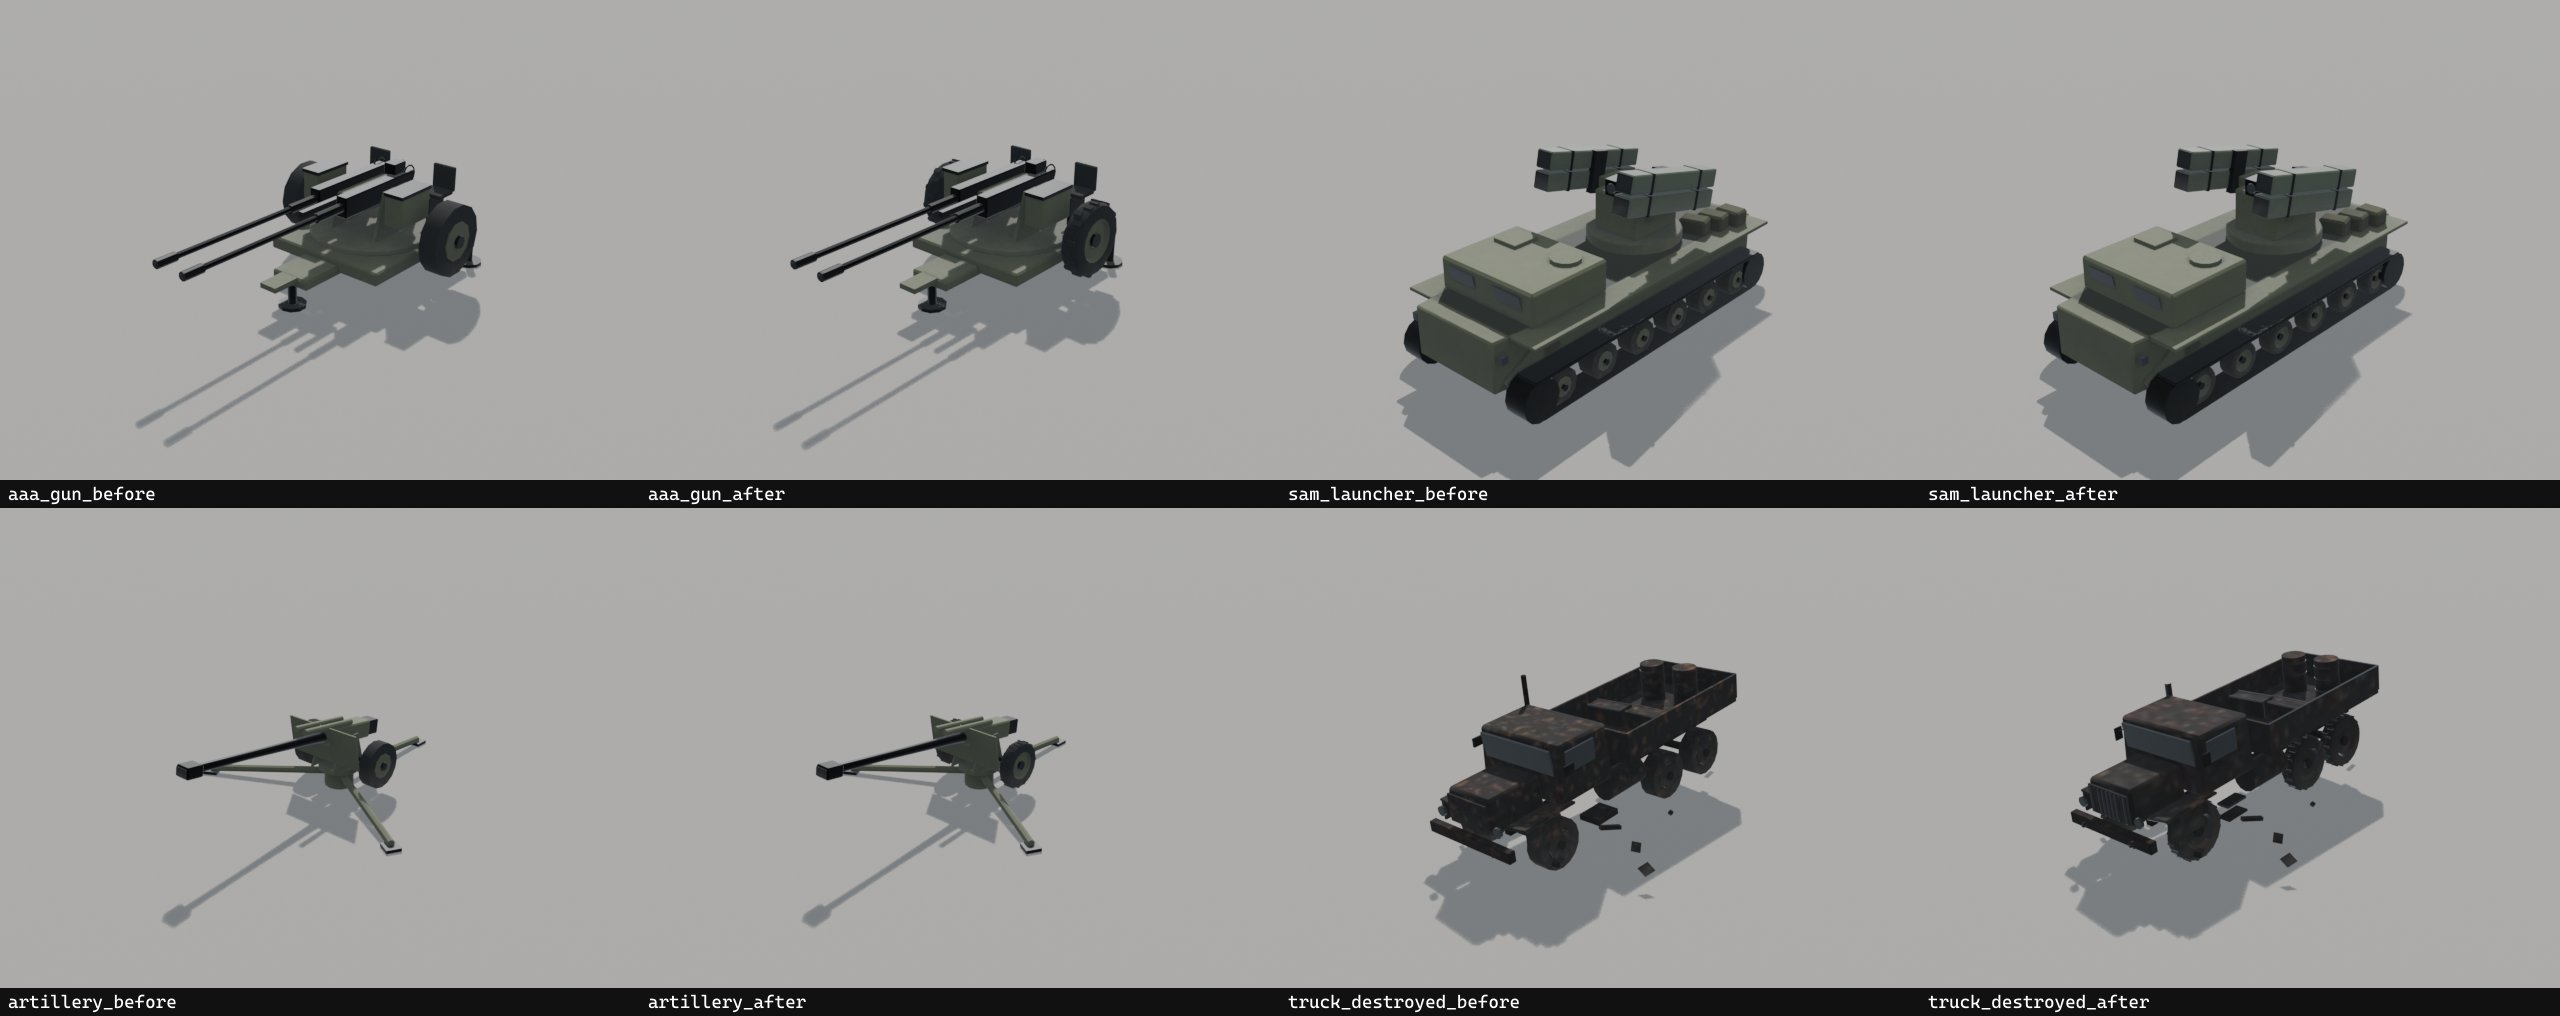 aaa_gun_before
aaa_gun_after
sam_launcher_before
sam_launcher_after
artillery_before
artillery_after
truck_destroyed_before
truck_destroyed_after